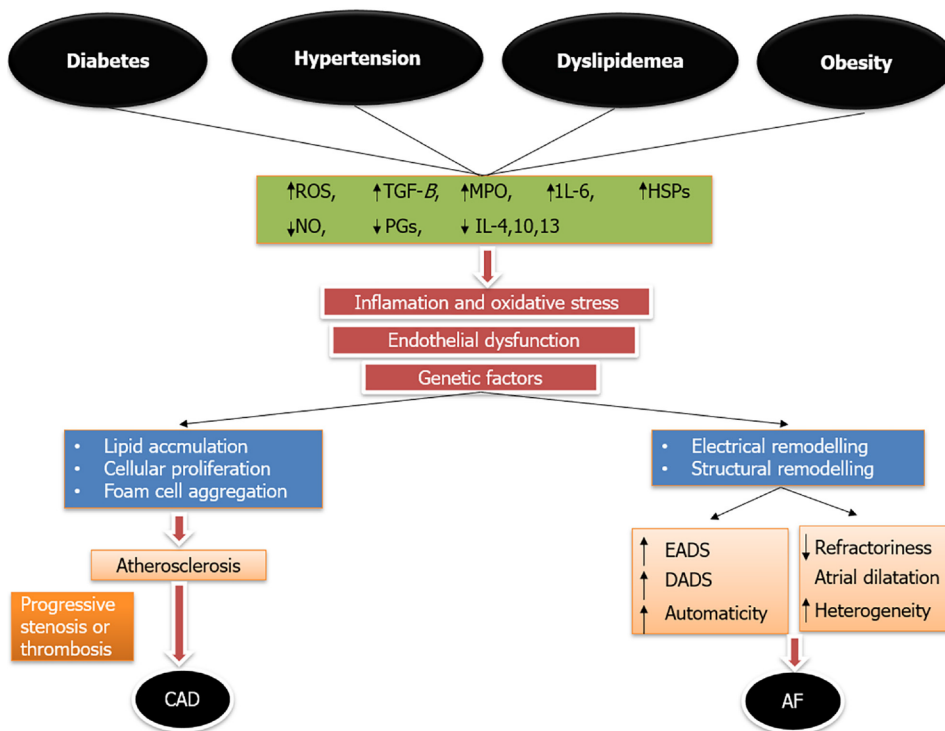 Diabetes
Hypertension
Dyslipidemea
Obesity
↑ROS, ↑TGF-B, ↑MPO, ↑1L-6, ↑HSPs
↓NO, ↓PGs, ↓IL-4,10,13
Inflamation and oxidative stress
Endothelial dysfunction
Genetic factors
• Lipid accmulation
• Cellular proliferation
• Foam cell aggregation
• Electrical remodelling
• Structural remodelling
Atherosclerosis
Progressive
stenosis or
thrombosis
CAD
↑ EADS
↑ DADS
↑ Automaticity
↓ Refractoriness
Atrial dilatation
↑ Heterogeneity
AF